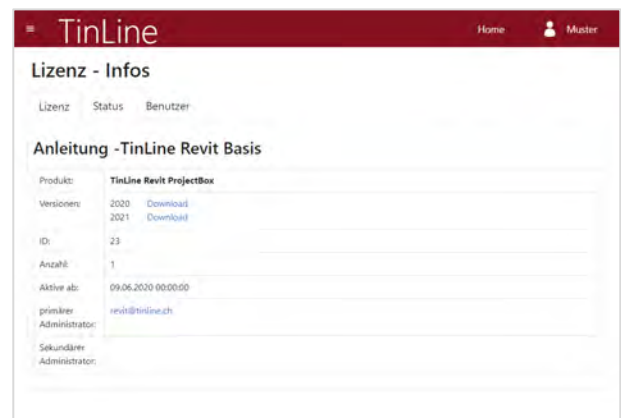 TinLine
Home
Muster
Lizenz - Infos
Lizenz Status Benutzer
Anleitung -TinLine Revit Basis
Produkt: TinLine Revit ProjectBox
Versionen: 2020 Download
2021 Download
ID: 23
Anzahl: 1
Aktive ab: 09.06.2020 00:00:00
primärer revit@tinline.ch
Administrator:
Sekundärer
Administrator: